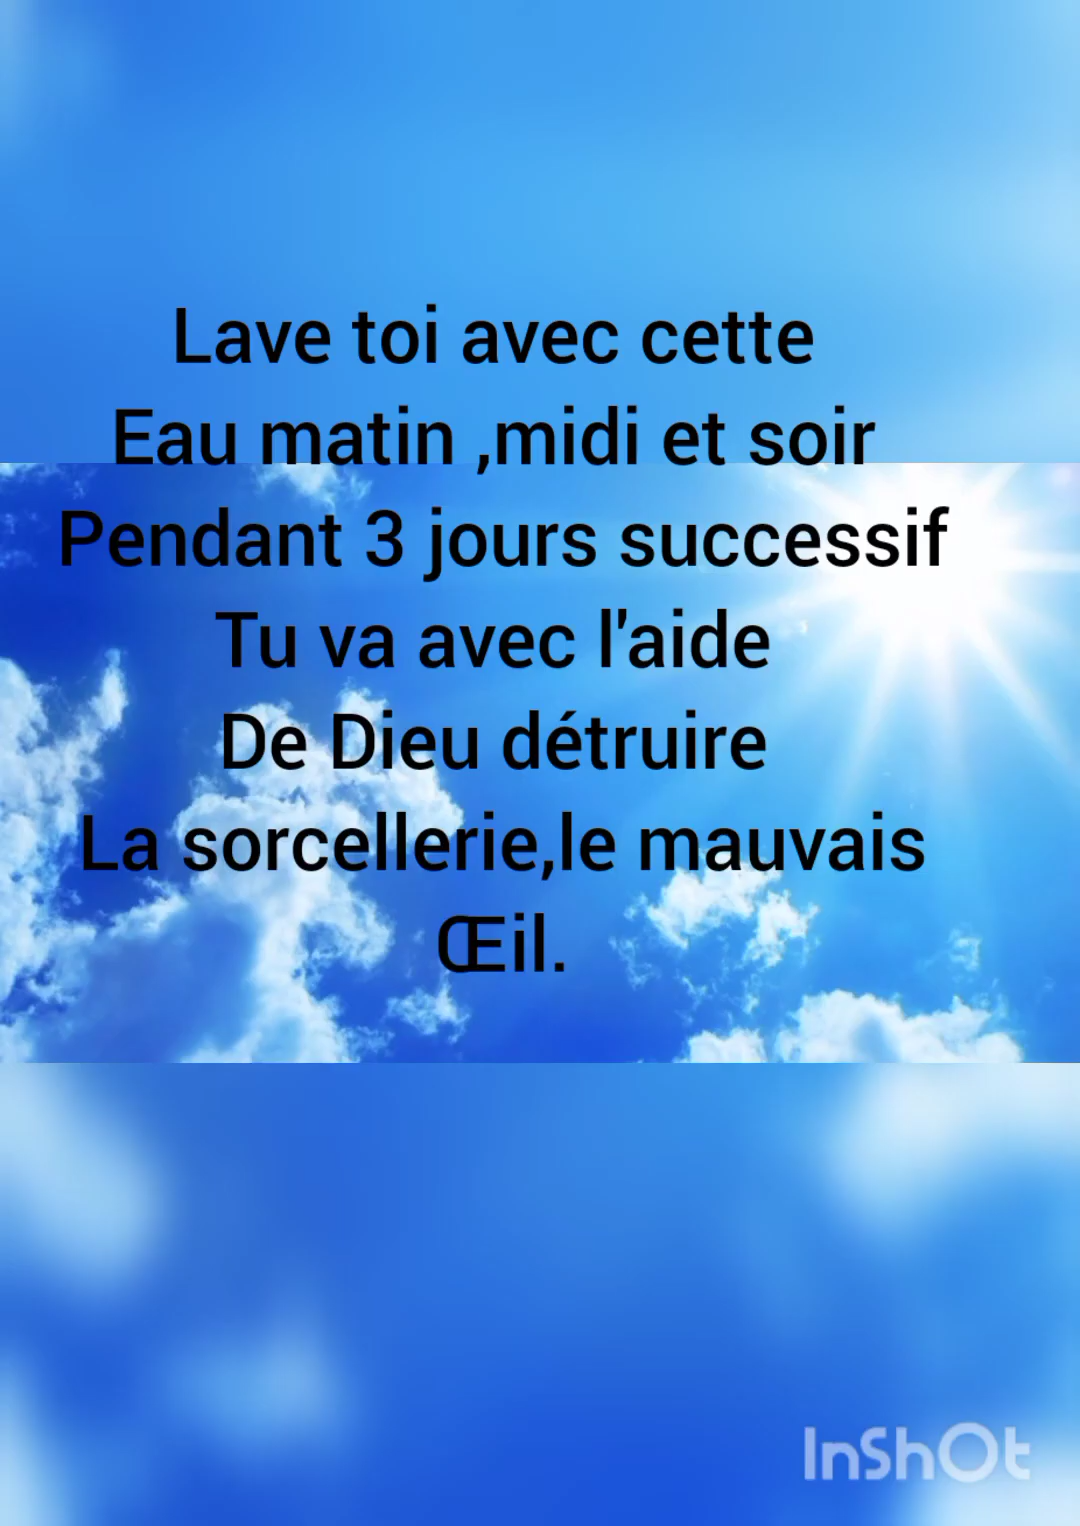 Lave toi avec cette
Eau matin ,midi et soir
Pendant 3 jours successif
Tu va avec l'aide
De Dieu détruire
La sorcellerie,le mauvais
Œil.
InShOt